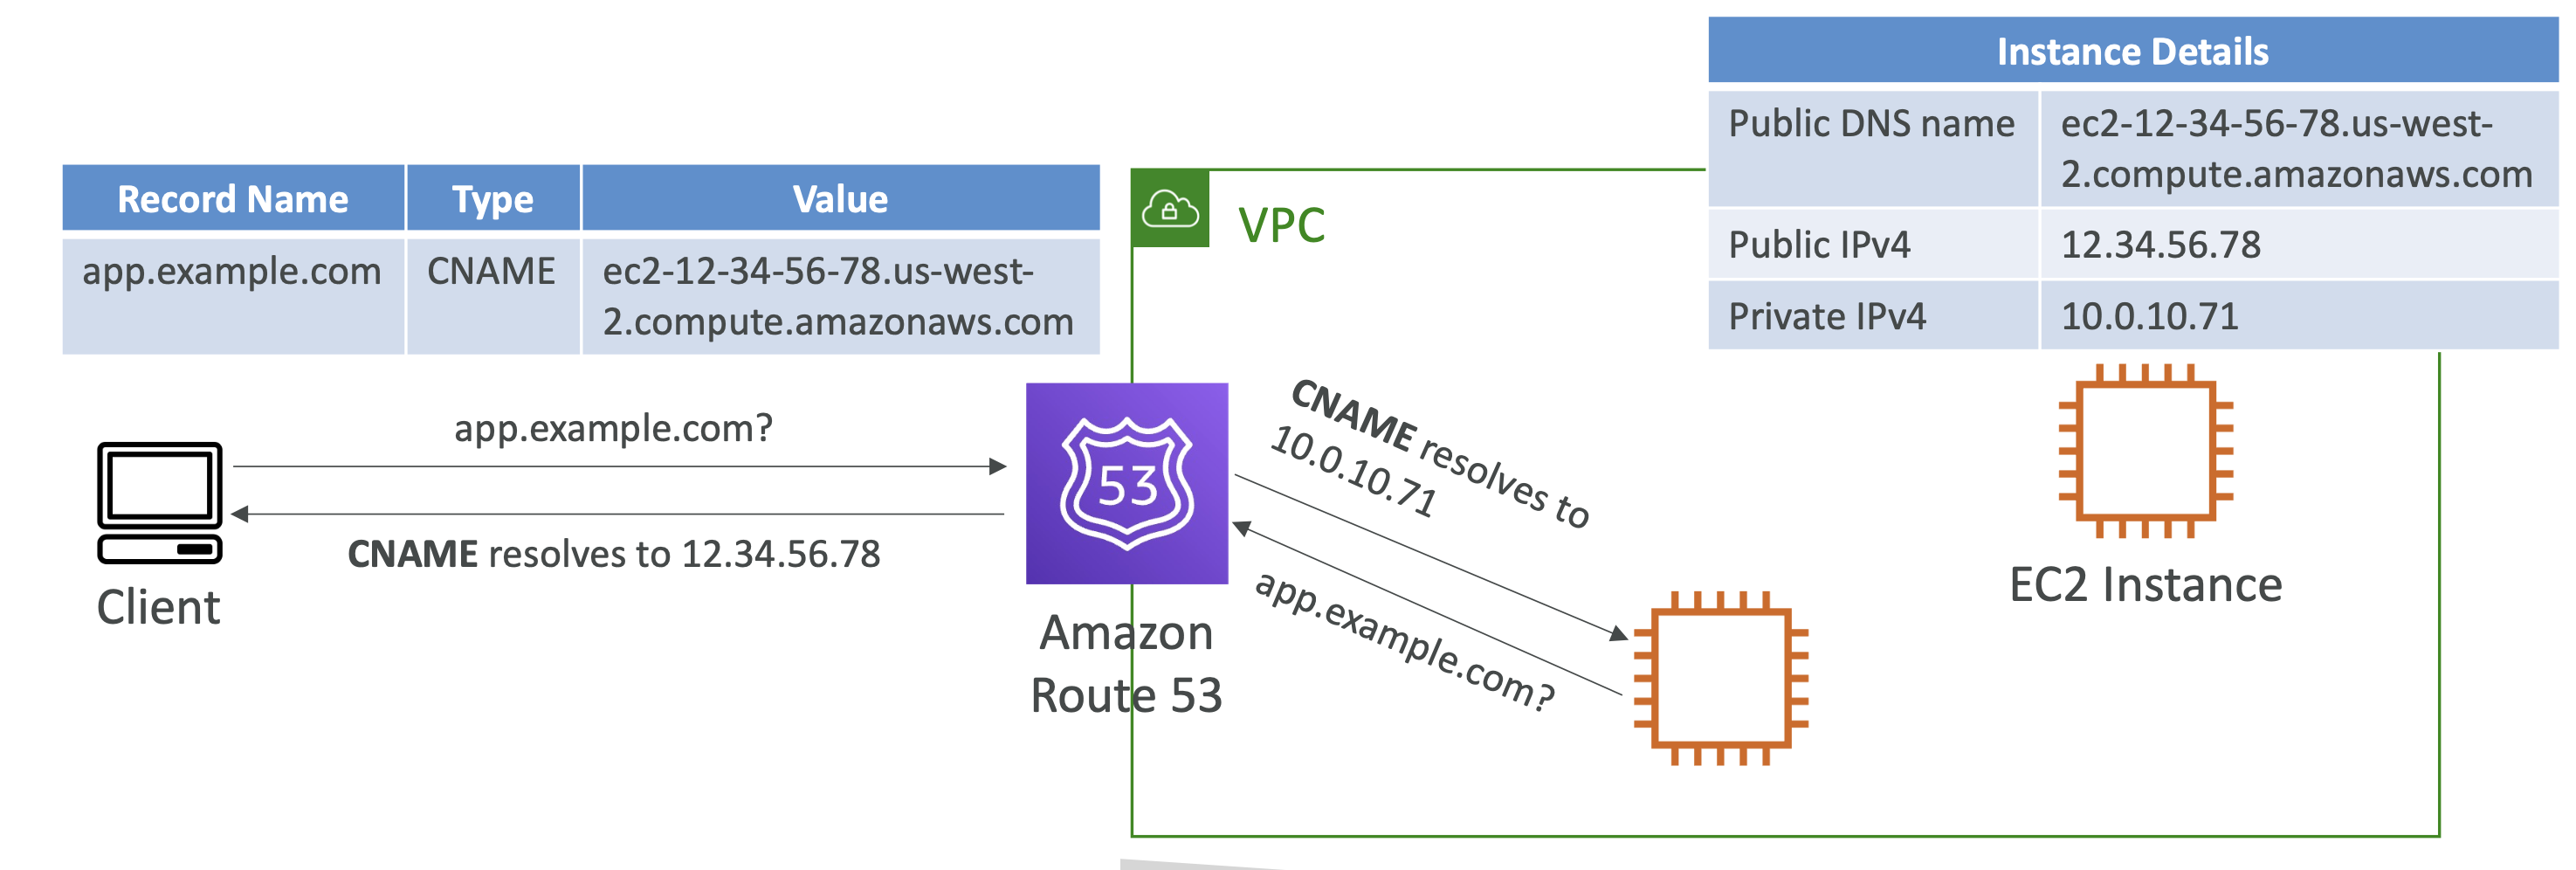 Instance Details
Public DNS name
ec2-12-34-56-78.us-west-
2.compute.amazonaws.com
Public IPv4
12.34.56.78
Private IPv4
10.0.10.71
Record Name
Type
Value
app.example.com
CNAME
ec2-12-34-56-78.us-west-
2.compute.amazonaws.com
VPC
app.example.com?
CNAME resolves to 12.34.56.78
Client
53
Amazon
Route 53
CNAME resolves to
10.0.10.71
app.example.com?
EC2 Instance